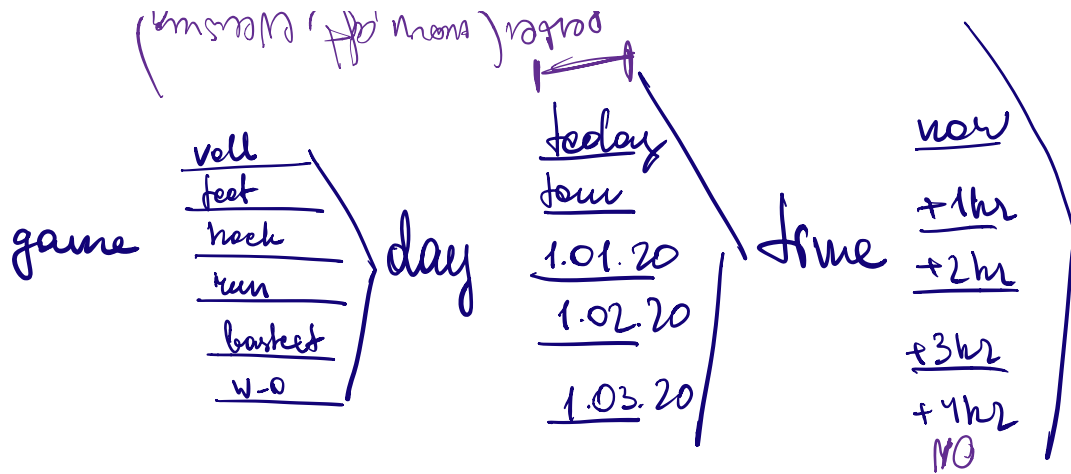 game
voll
foot
hock
run
basket
w-o
day
today
tom
1.01.20
1.02.20
1.03.20
time
now
+1hr
+2hr
+3hr
+4hr
NO